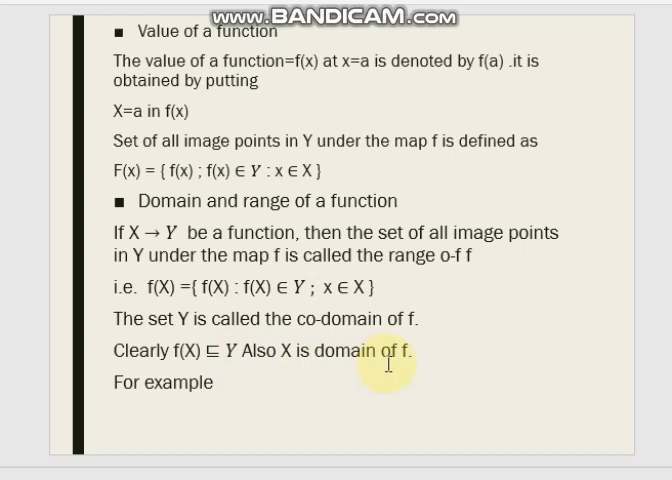 www.BANDICAM.com
▪ Value of a function
The value of a function=f(x) at x=a is denoted by f(a) .it is
obtained by putting
X=a in f(x)
Set of all image points in Y under the map f is defined as
F(x) = { f(x) ; f(x) ∈ Y : x ∈ X }
▪ Domain and range of a function
If X → Y be a function, then the set of all image points
in Y under the map f is called the range o-f f
i.e. f(X) ={ f(X) : f(X) ∈ Y ; x ∈ X }
The set Y is called the co-domain of f.
Clearly f(X) ⊑ Y Also X is domain of f.
For example